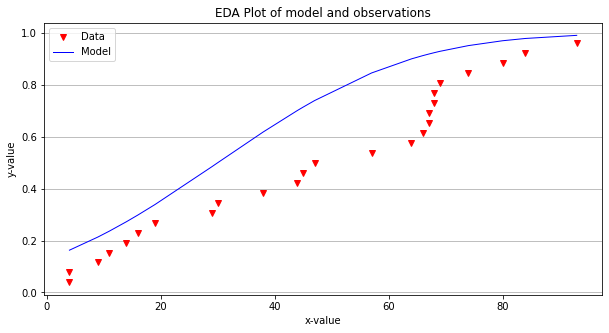 EDA Plot of model and observations
Data
Model
1.0
0.8
0.6
0.4
0.2
0.0
y-value
0 20 40 60 80
x-value